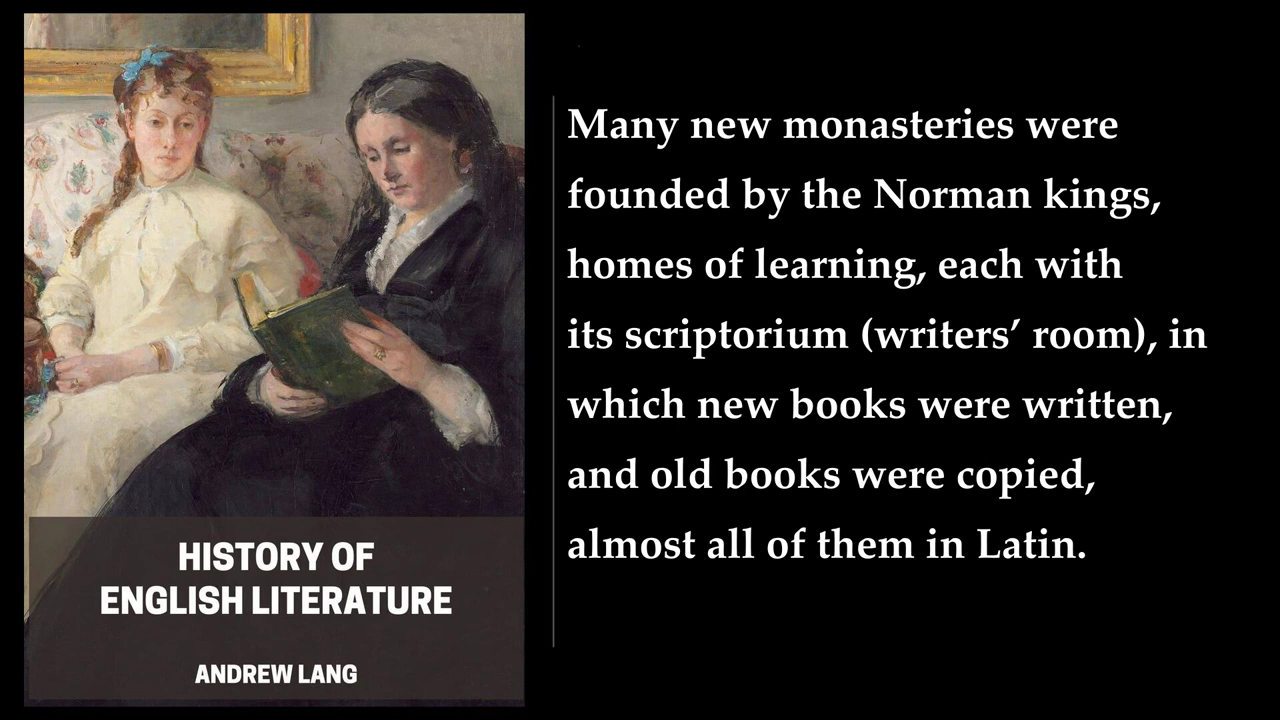 HISTORY OF
ENGLISH LITERATURE
ANDREW LANG
Many new monasteries were
founded by the Norman kings,
homes of learning, each with
its scriptorium (writers’ room), in
which new books were written,
and old books were copied,
almost all of them in Latin.